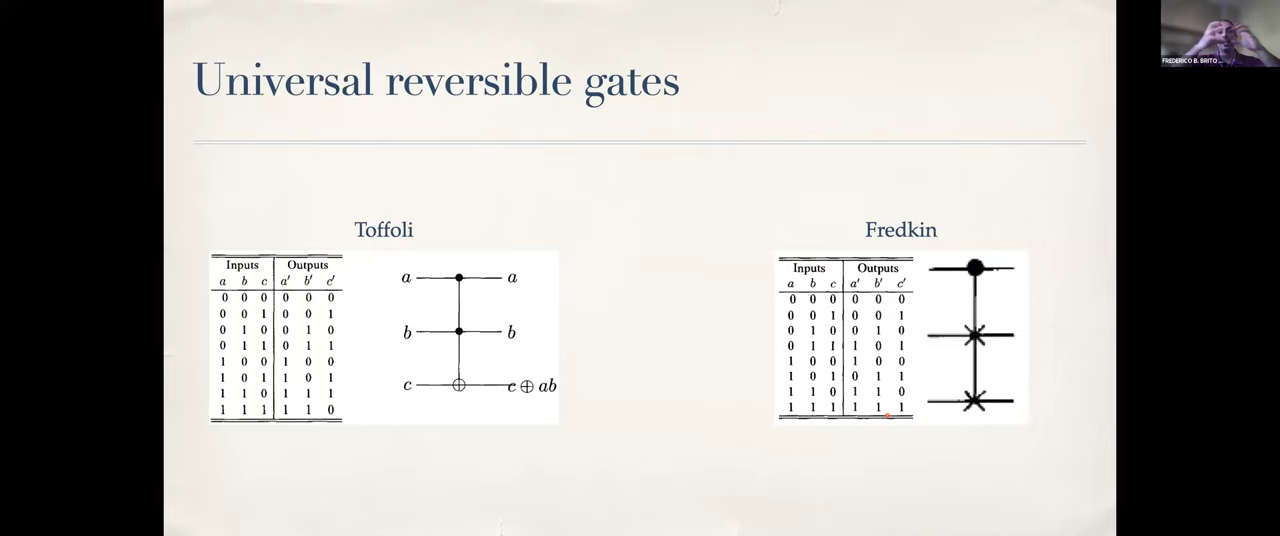 Universal reversible gates
FREDERICO B. BRITO ...
Toffoli
Inputs Outputs
a b c a′ b′ c′
0 0 0 0 0 0
0 0 1 0 0 1
0 1 0 0 1 0
0 1 1 0 1 1
1 0 0 1 0 0
1 0 1 1 0 1
1 1 0 1 1 1
1 1 1 1 1 0
a a
b b
c c ⊕ ab
Fredkin
Inputs Outputs
a b c a′ b′ c′
0 0 0 0 0 0
0 0 1 0 0 1
0 1 0 0 1 0
0 1 1 1 0 1
1 0 0 1 0 0
1 0 1 0 1 1
1 1 0 1 1 0
1 1 1 1 1 1